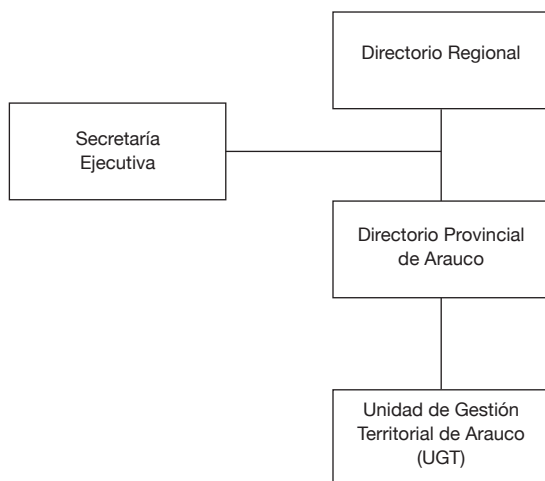 Directorio Regional
Secretaría
Ejecutiva
Directorio Provincial
de Arauco
Unidad de Gestión
Territorial de Arauco
(UGT)